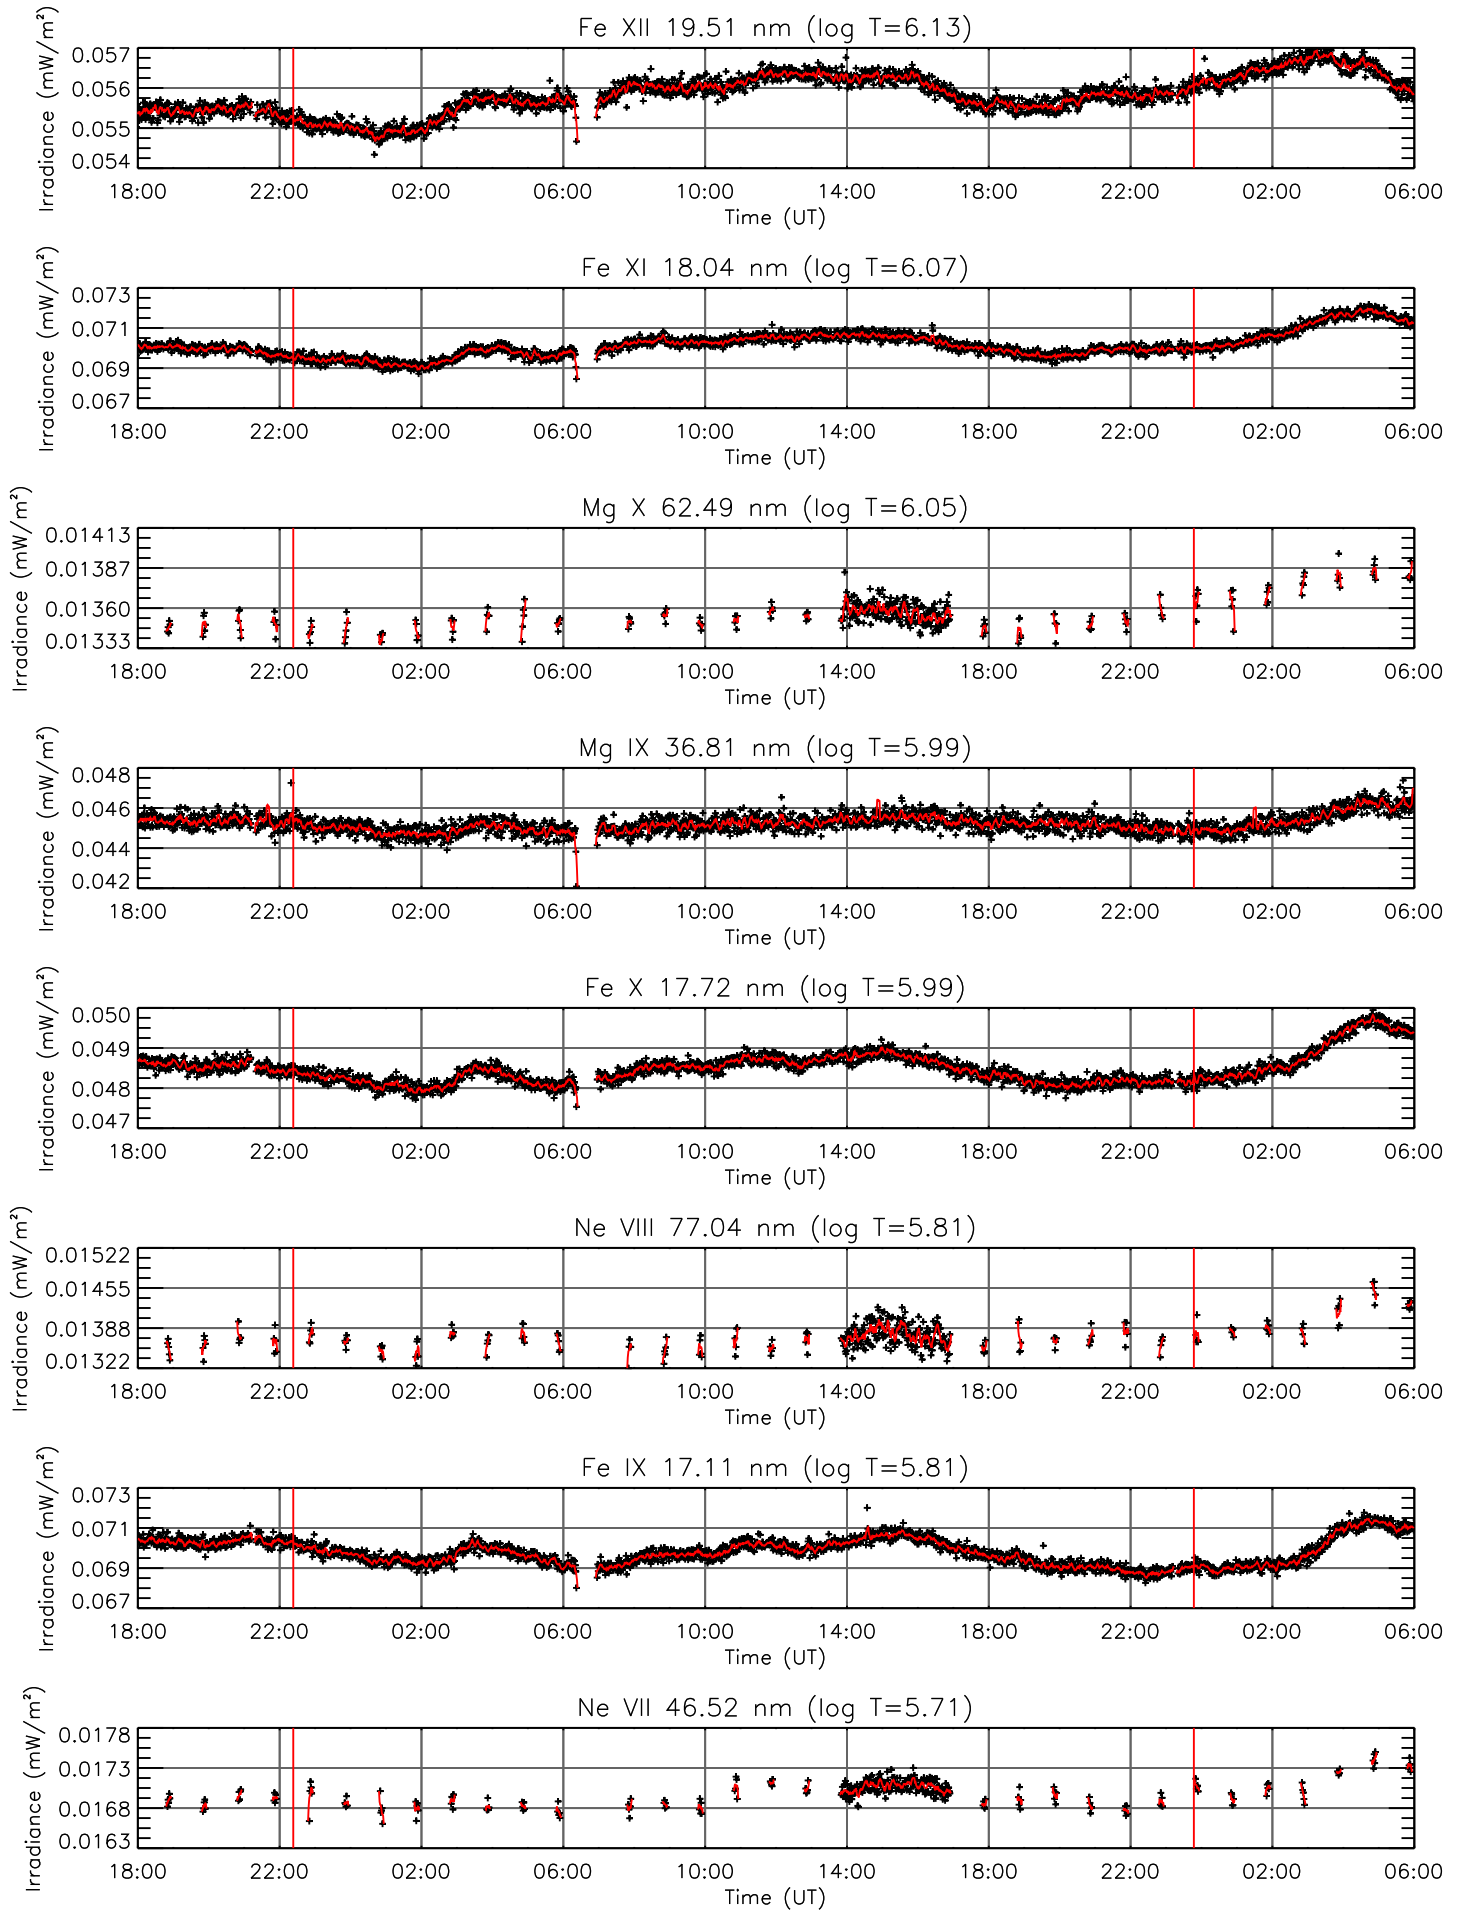 Fe XII 19.51 nm (log T=6.13)
Irradiance (mW/m²)
0.057
0.056
0.055
0.054
18:00 22:00 02:00 06:00 10:00 14:00 18:00 22:00 02:00 06:00
Time (UT)
Fe XI 18.04 nm (log T=6.07)
Irradiance (mW/m²)
0.073
0.071
0.069
0.067
18:00 22:00 02:00 06:00 10:00 14:00 18:00 22:00 02:00 06:00
Time (UT)
Mg X 62.49 nm (log T=6.05)
Irradiance (mW/m²)
0.01413
0.01387
0.01360
0.01333
18:00 22:00 02:00 06:00 10:00 14:00 18:00 22:00 02:00 06:00
Time (UT)
Mg IX 36.81 nm (log T=5.99)
Irradiance (mW/m²)
0.048
0.046
0.044
0.042
18:00 22:00 02:00 06:00 10:00 14:00 18:00 22:00 02:00 06:00
Time (UT)
Fe X 17.72 nm (log T=5.99)
Irradiance (mW/m²)
0.050
0.049
0.048
0.047
18:00 22:00 02:00 06:00 10:00 14:00 18:00 22:00 02:00 06:00
Time (UT)
Ne VIII 77.04 nm (log T=5.81)
Irradiance (mW/m²)
0.01522
0.01455
0.01388
0.01322
18:00 22:00 02:00 06:00 10:00 14:00 18:00 22:00 02:00 06:00
Time (UT)
Fe IX 17.11 nm (log T=5.81)
Irradiance (mW/m²)
0.073
0.071
0.069
0.067
18:00 22:00 02:00 06:00 10:00 14:00 18:00 22:00 02:00 06:00
Time (UT)
Ne VII 46.52 nm (log T=5.71)
Irradiance (mW/m²)
0.0178
0.0173
0.0168
0.0163
18:00 22:00 02:00 06:00 10:00 14:00 18:00 22:00 02:00 06:00
Time (UT)